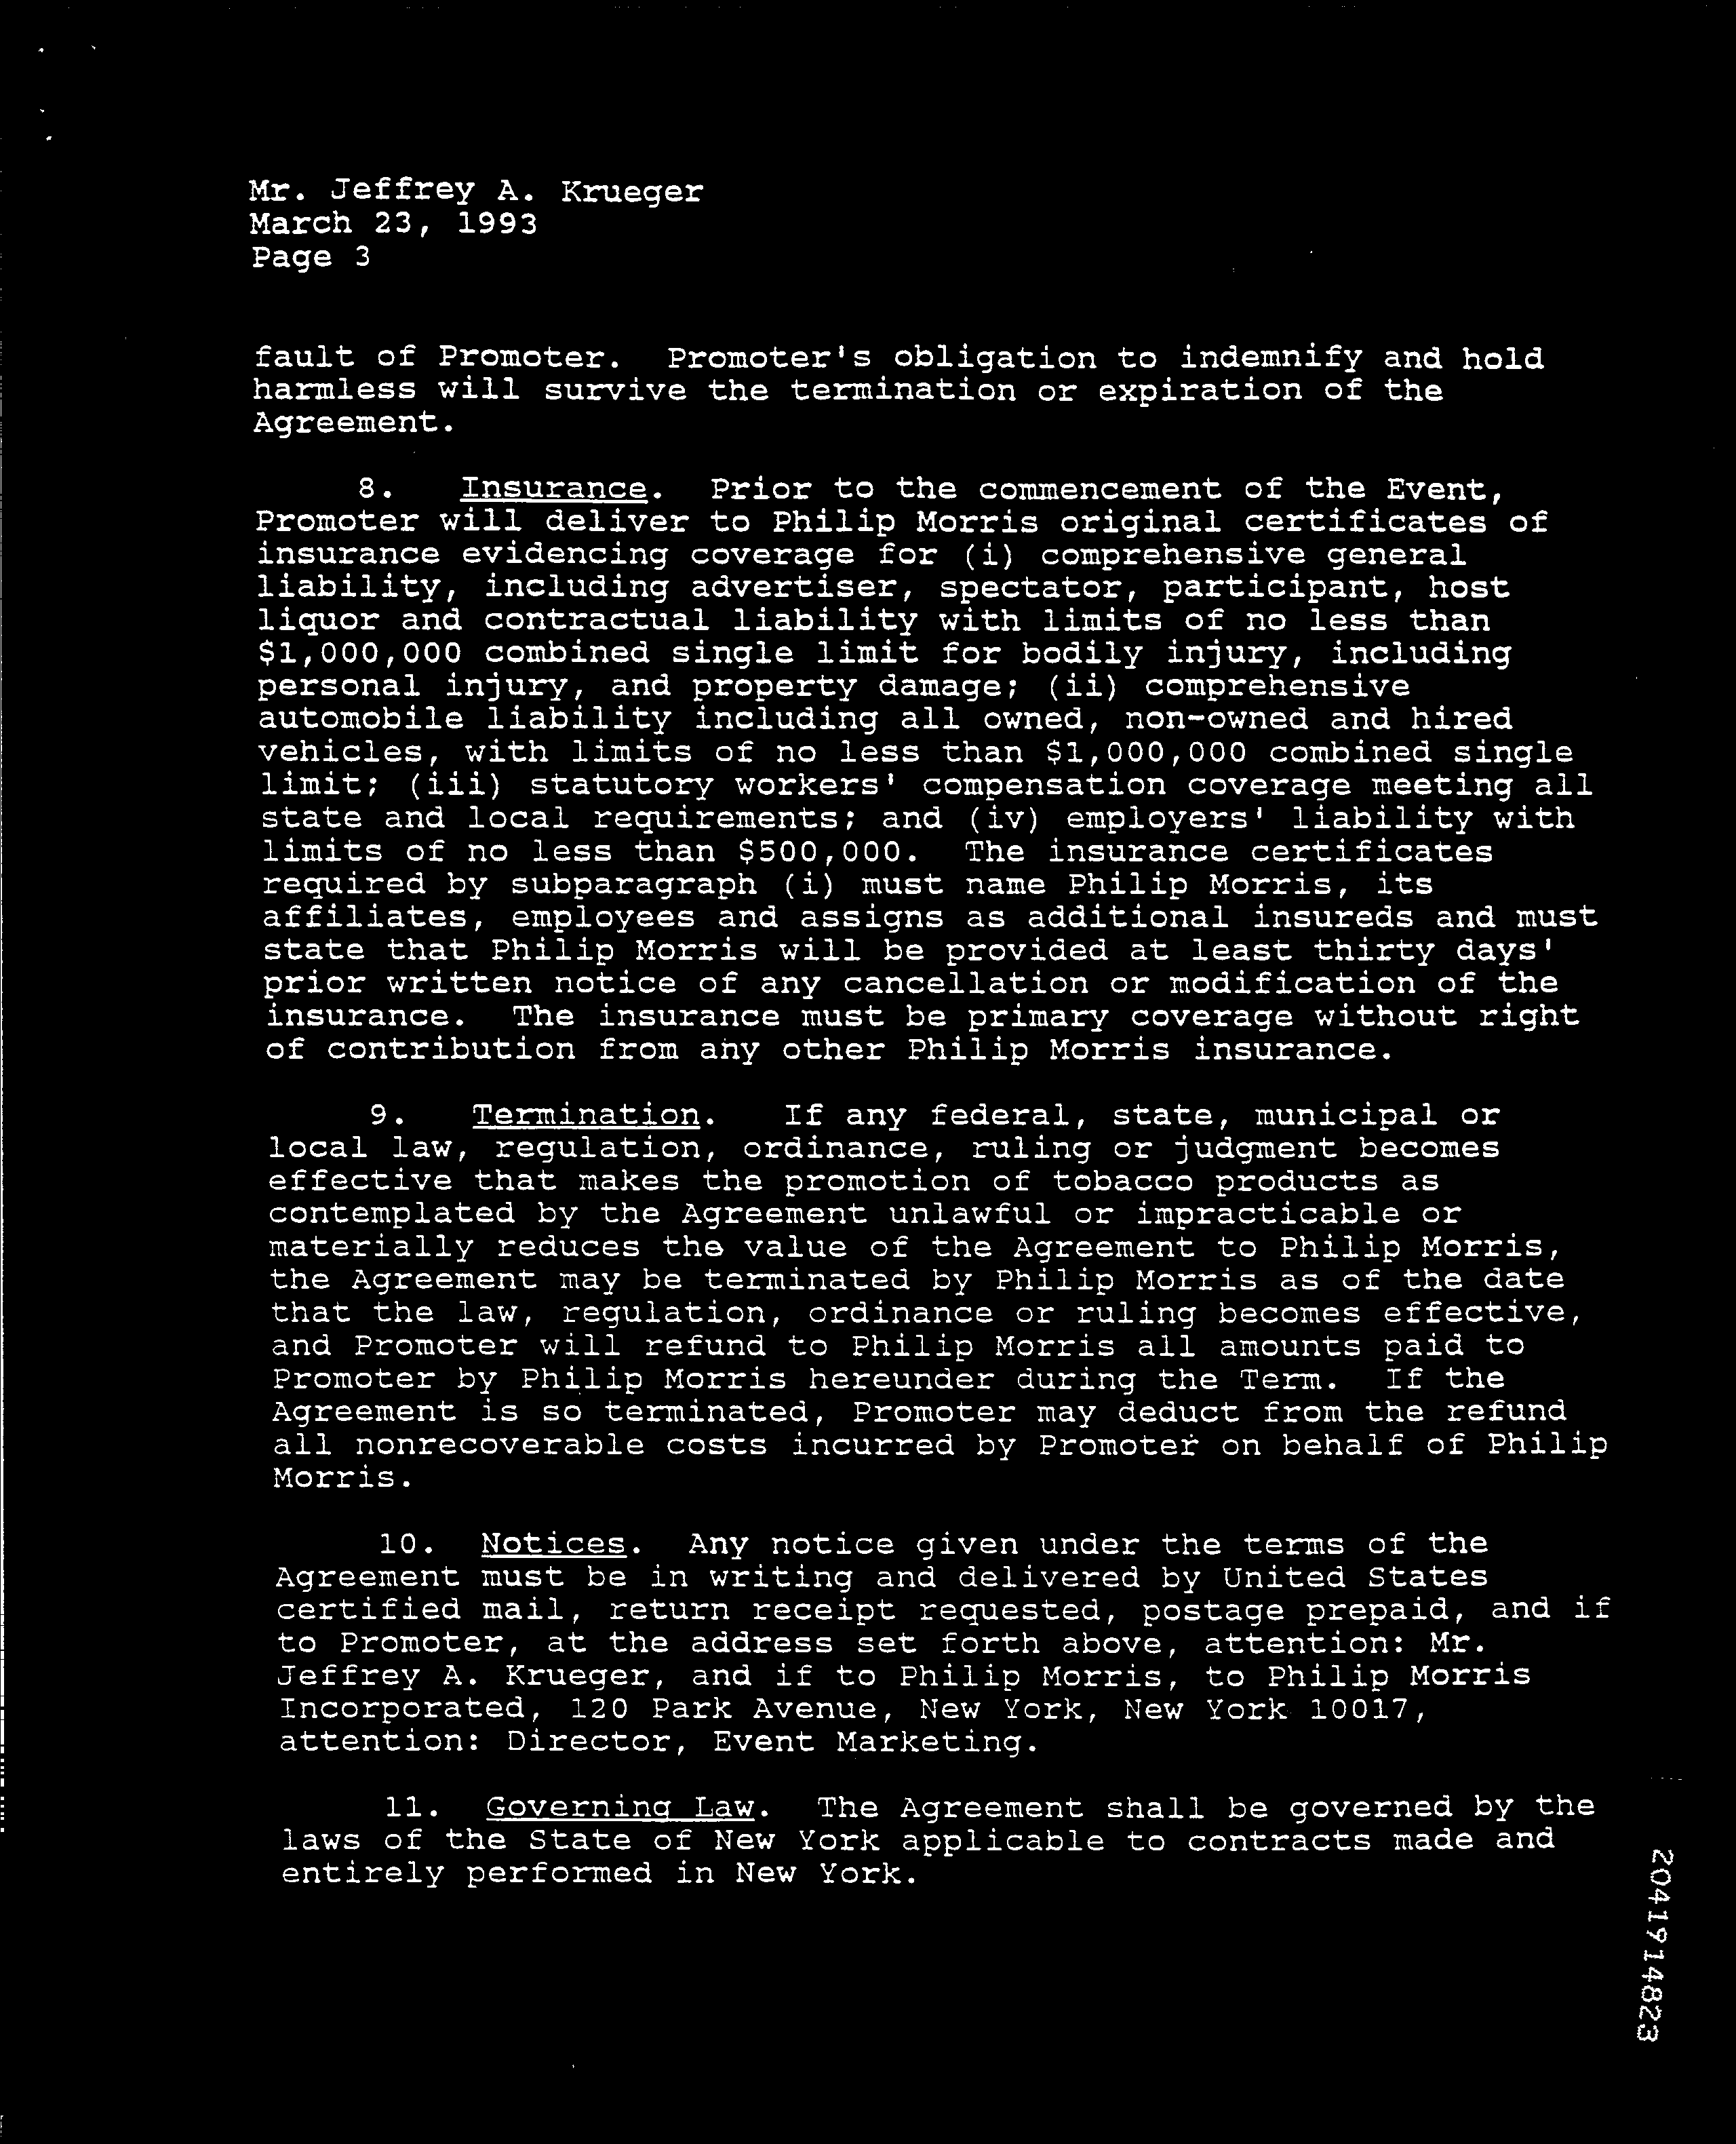 Mr. Jeffrey A. Krueger
March 23, 1993
Page 3
fault of Promoter.  Promoter's obligation to indemnify and hold
harmless will survive the termination or expiration of the
Agreement.
8.   Insurance.  Prior to the commencement of the Event,
Promoter will deliver to Philip Morris original certificates of
insurance evidencing coverage for (i) comprehensive general
liability, including advertiser, spectator, participant, host
liquor and contractual liability with limits of no less than
$1,000,000 combined single limit for bodily injury, including
personal injury, and property damage; (ii) comprehensive
automobile liability including all owned, non-owned and hired
vehicles, with limits of no less than $1,000,000 combined single
limit; (iii) statutory workers' compensation coverage meeting all
state and local requirements; and (iv) employers' liability with
limits of no less than $500,000.  The insurance certificates
required by subparagraph (i) must name Philip Morris, its
affiliates, employees and assigns as additional insureds and must
state that Philip Morris will be provided at least thirty days'
prior written notice of any cancellation or modification of the
insurance.  The insurance must be primary coverage without right
of contribution from any other Philip Morris insurance.
9.   Termination.   If any federal, state, municipal or
local law, regulation, ordinance, ruling or judgment becomes
effective that makes the promotion of tobacco products as
contemplated by the Agreement unlawful or impracticable or
materially reduces the value of the Agreement to Philip Morris,
the Agreement may be terminated by Philip Morris as of the date
that the law, regulation, ordinance or ruling becomes effective,
and Promoter will refund to Philip Morris all amounts paid to
Promoter by Philip Morris hereunder during the Term.  If the
Agreement is so terminated, Promoter may deduct from the refund
all nonrecoverable costs incurred by Promoter on behalf of Philip
Morris.
10.  Notices.  Any notice given under the terms of the
Agreement must be in writing and delivered by United States
certified mail, return receipt requested, postage prepaid, and if
to Promoter, at the address set forth above, attention: Mr.
Jeffrey A. Krueger, and if to Philip Morris, to Philip Morris
Incorporated, 120 Park Avenue, New York, New York 10017,
attention: Director, Event Marketing.
11.  Governing Law.  The Agreement shall be governed by the
laws of the State of New York applicable to contracts made and
entirely performed in New York.
2041914823